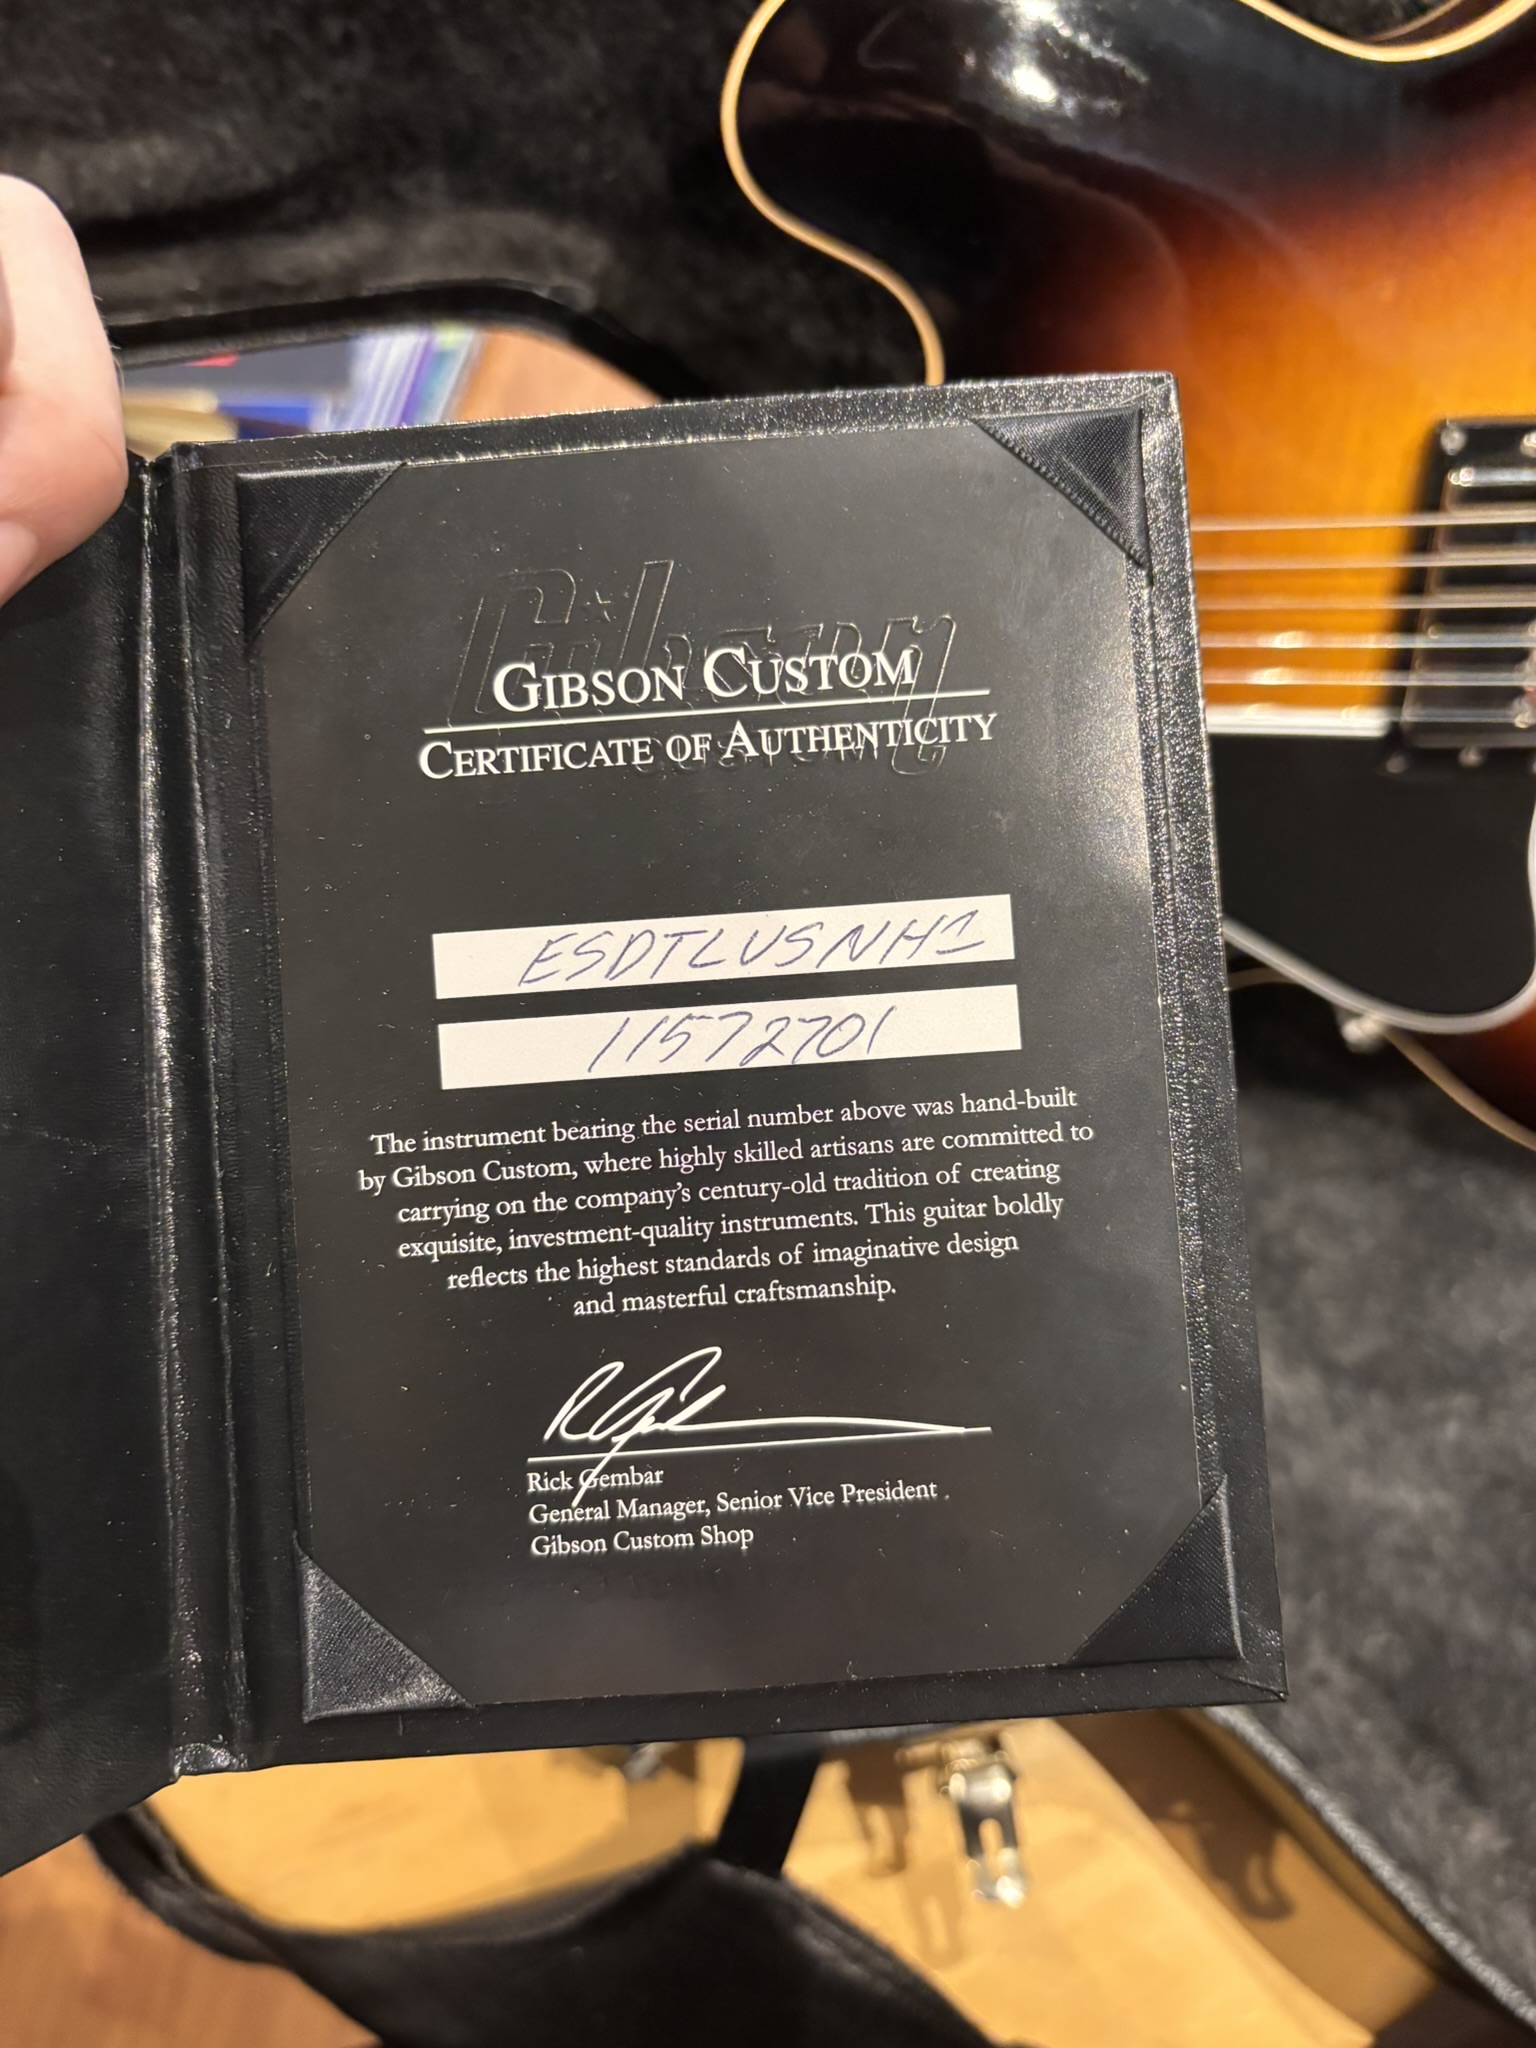 Gibson
Custom
GIBSON CUSTOM
CERTIFICATE OF AUTHENTICITY
ESDTLVSNH1
11572701
The instrument bearing the serial number above was hand-built
by Gibson Custom, where highly skilled artisans are committed to
carrying on the company's century-old tradition of creating
exquisite, investment-quality instruments. This guitar boldly
reflects the highest standards of imaginative design
and masterful craftsmanship.
Rick Gembar
General Manager, Senior Vice President
Gibson Custom Shop